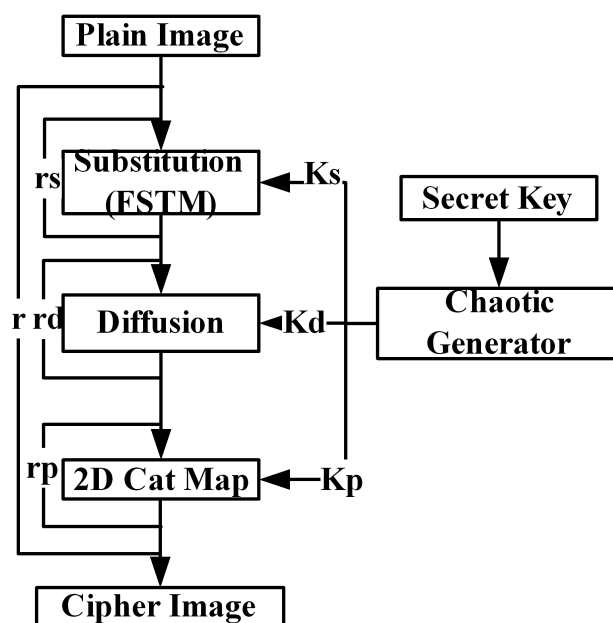 Plain Image
rs
Substitution
(FSTM)
Ks
Secret Key
r
rd
Diffusion
Kd
Chaotic
Generator
rp
2D Cat Map
Kp
Cipher Image